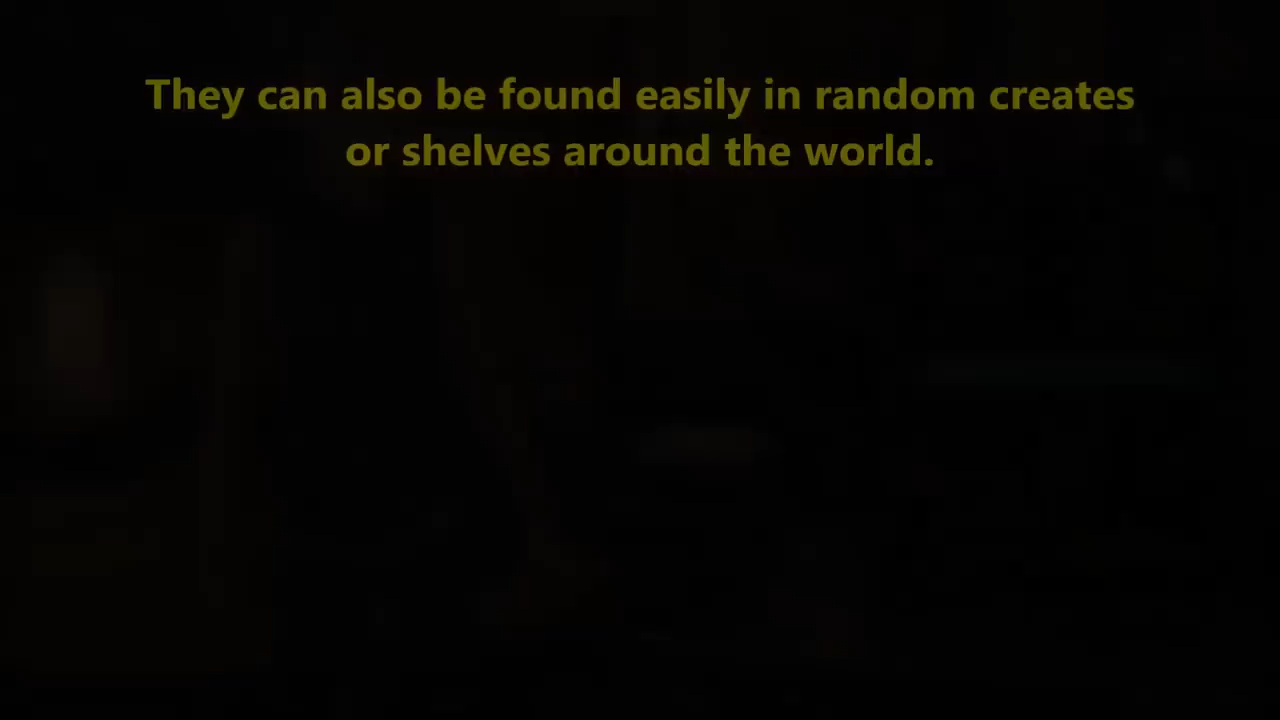 They can also be found easily in random creates
or shelves around the world.